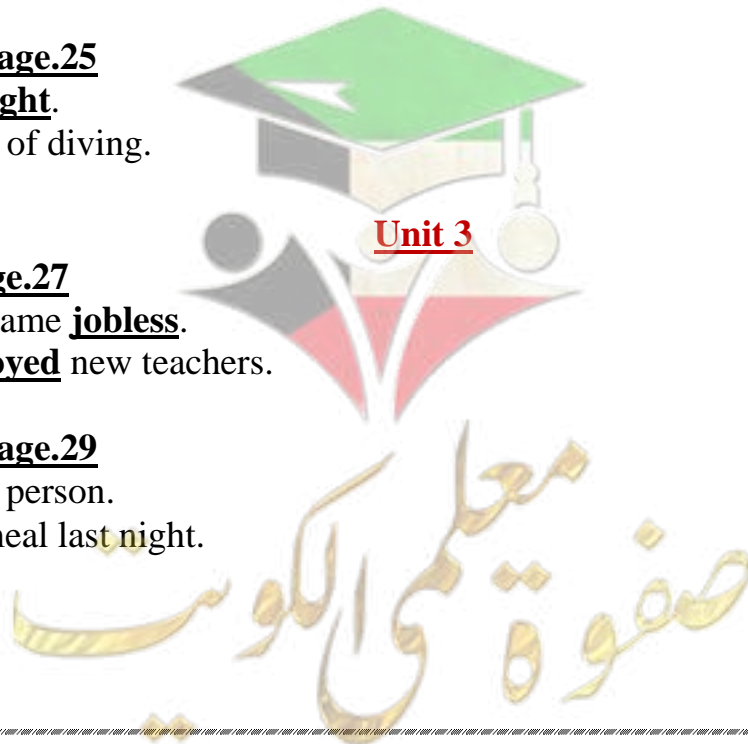 age.25
ght.
of diving.
Unit 3
ge.27
ame jobless.
oyed new teachers.
age.29
person.
neal last night.
صفوة معلمى الكويت